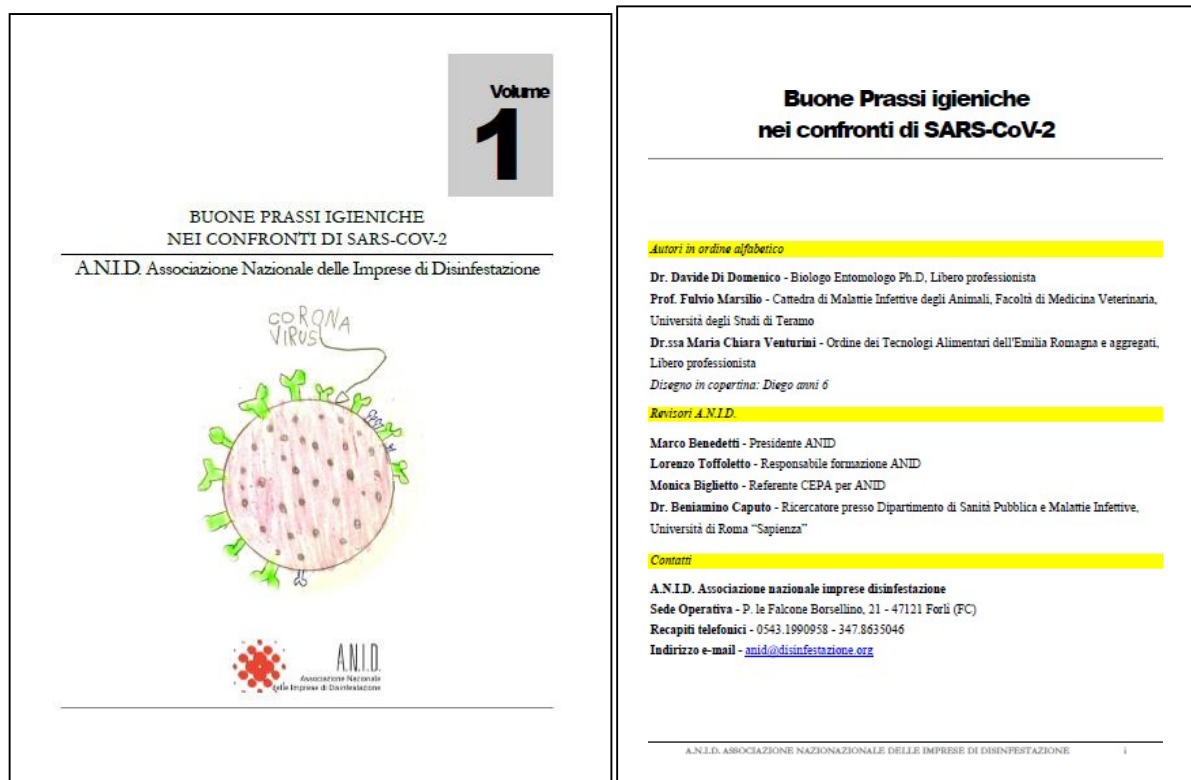 Volume
1
BUONE PRASSI IGIENICHE
NEI CONFRONTI DI SARS-COV-2
A.N.I.D. Associazione Nazionale delle Imprese di Disinfestazione
CORONA
VIRUS
A.N.I.D.
Associazione Nazionale
delle Imprese di Disinfestazione
Buone Prassi igieniche
nei confronti di SARS-CoV-2
Autori in ordine alfabetico
Dr. Davide Di Domenico - Biologo Entomologo Ph.D, Libero professionista
Prof. Fulvio Marsilio - Cattedra di Malattie Infettive degli Animali, Facoltà di Medicina Veterinaria,
Università degli Studi di Teramo
Dr.ssa Maria Chiara Venturini - Ordine dei Tecnologi Alimentari dell'Emilia Romagna e aggregati,
Libero professionista
Disegno in copertina: Diego anni 6
Revisori A.N.I.D.
Marco Benedetti - Presidente ANID
Lorenzo Toffoletto - Responsabile formazione ANID
Monica Biglietto - Referente CEPA per ANID
Dr. Beniamino Caputo - Ricercatore presso Dipartimento di Sanità Pubblica e Malattie Infettive,
Università di Roma “Sapienza”
Contatti
A.N.I.D. Associazione nazionale imprese disinfestazione
Sede Operativa - P. le Falcone Borsellino, 21 - 47121 Forlì (FC)
Recapiti telefonici - 0543.1990958 - 347.8635046
Indirizzo e-mail - anid@disinfestazione.org
A.N.I.D. ASSOCIAZIONE NAZIONAZIONALE DELLE IMPRESE DI DISINFESTAZIONE i